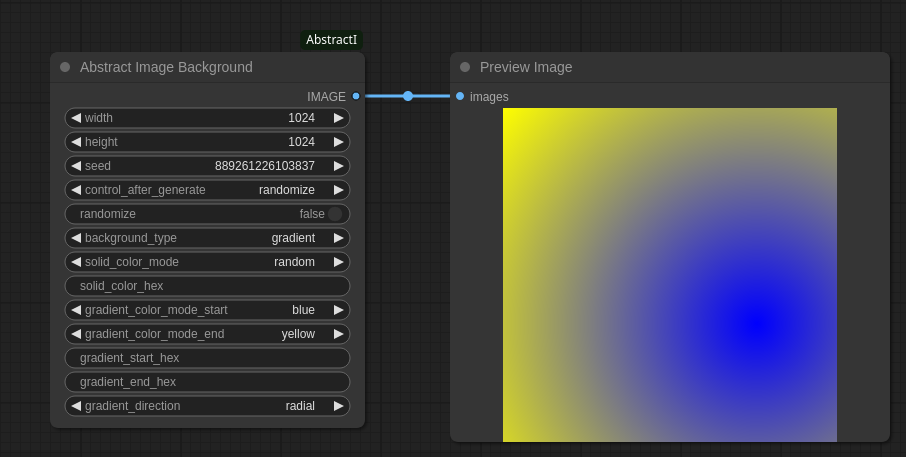 AbstractI
Abstract Image Background
IMAGE
width 1024
height 1024
seed 889261226103837
control_after_generate randomize
randomize false
background_type gradient
solid_color_mode random
solid_color_hex
gradient_color_mode_start blue
gradient_color_mode_end yellow
gradient_start_hex
gradient_end_hex
gradient_direction radial
Preview Image
images